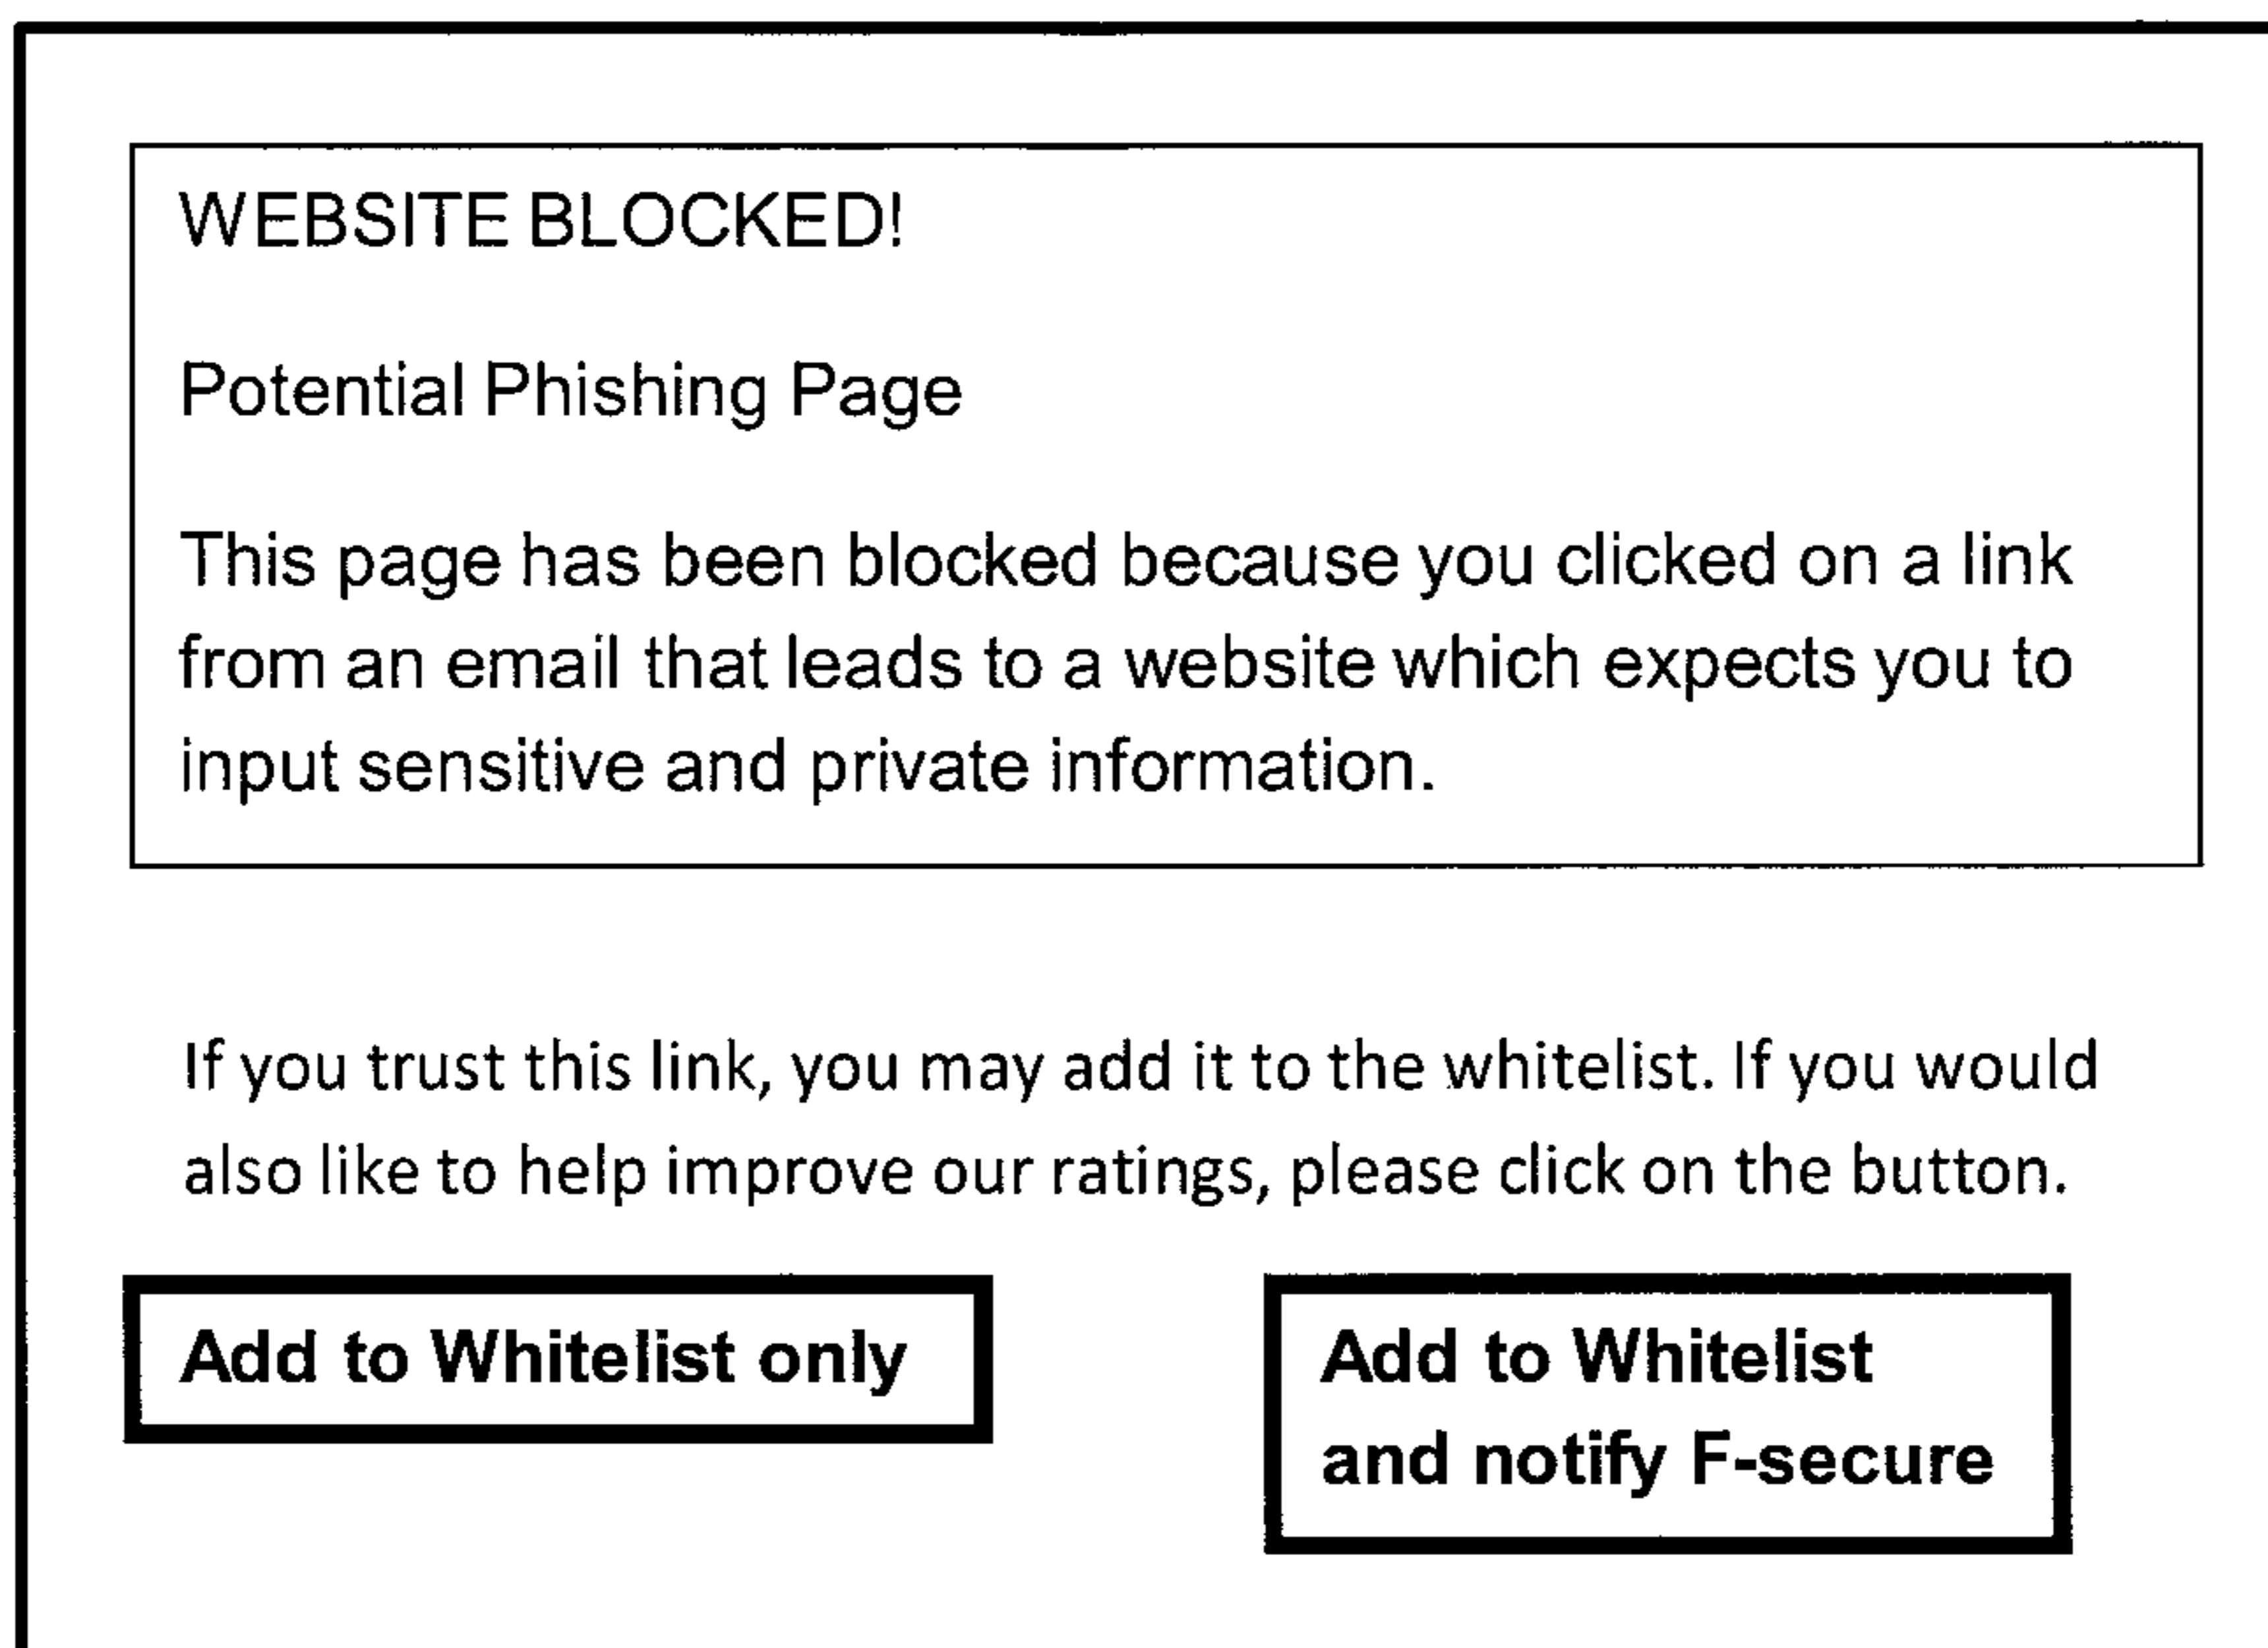 WEBSITE BLOCKED!
Potential Phishing Page
This page has been blocked because you clicked on a link
from an email that leads to a website which expects you to
input sensitive and private information.
If you trust this link, you may add it to the whitelist. If you would
also like to help improve our ratings, please click on the button.
Add to Whitelist only
Add to Whitelist
and notify F-secure